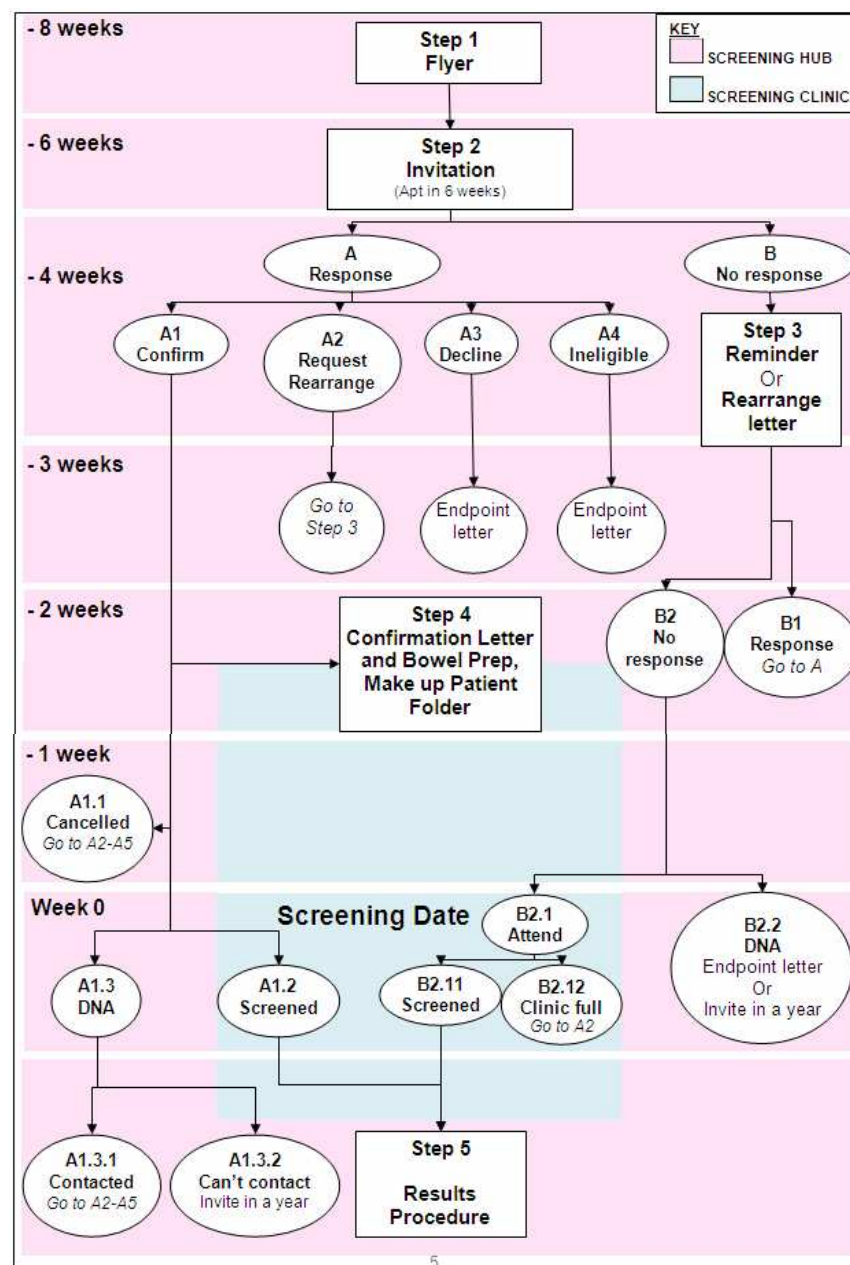 - 8 weeks
Step 1
Flyer
KEY
SCREENING HUB
SCREENING CLINIC
- 6 weeks
Step 2
Invitation
(Apt in 6 weeks)
- 4 weeks
A
Response
B
No response
A1
Confirm
A2
Request
Rearrange
A3
Decline
A4
Ineligible
Step 3
Reminder
Or
Rearrange
letter
- 3 weeks
Go to
Step 3
Endpoint
letter
Endpoint
letter
- 2 weeks
Step 4
Confirmation Letter
and Bowel Prep,
Make up Patient
Folder
B2
No
response
B1
Response
Go to A
- 1 week
A1.1
Cancelled
Go to A2-A5
Week 0
Screening Date
B2.1
Attend
B2.2
DNA
Endpoint letter
Or
Invite in a year
A1.3
DNA
A1.2
Screened
B2.11
Screened
B2.12
Clinic full
Go to A2
A1.3.1
Contacted
Go to A2-A5
A1.3.2
Can't contact
Invite in a year
Step 5
Results
Procedure
5